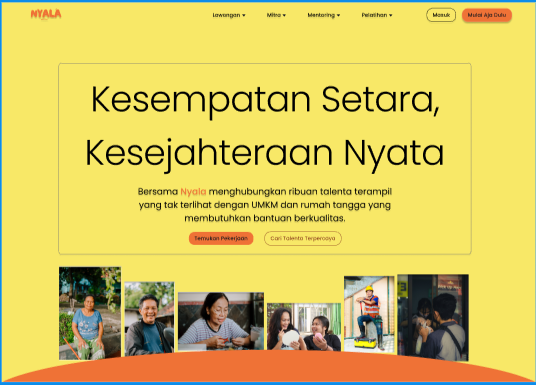 NYALA
Lowongan Mitra Mentoring Pelatihan Masuk Mulai Aja Dulu
Kesempatan Setara,
Kesejahteraan Nyata
Bersama Nyala menghubungkan ribuan talenta terampil
yang tak terlihat dengan UMKM dan rumah tangga yang
membutuhkan bantuan berkualitas.
Temukan Pekerjaan Cari Talenta Terpercaya